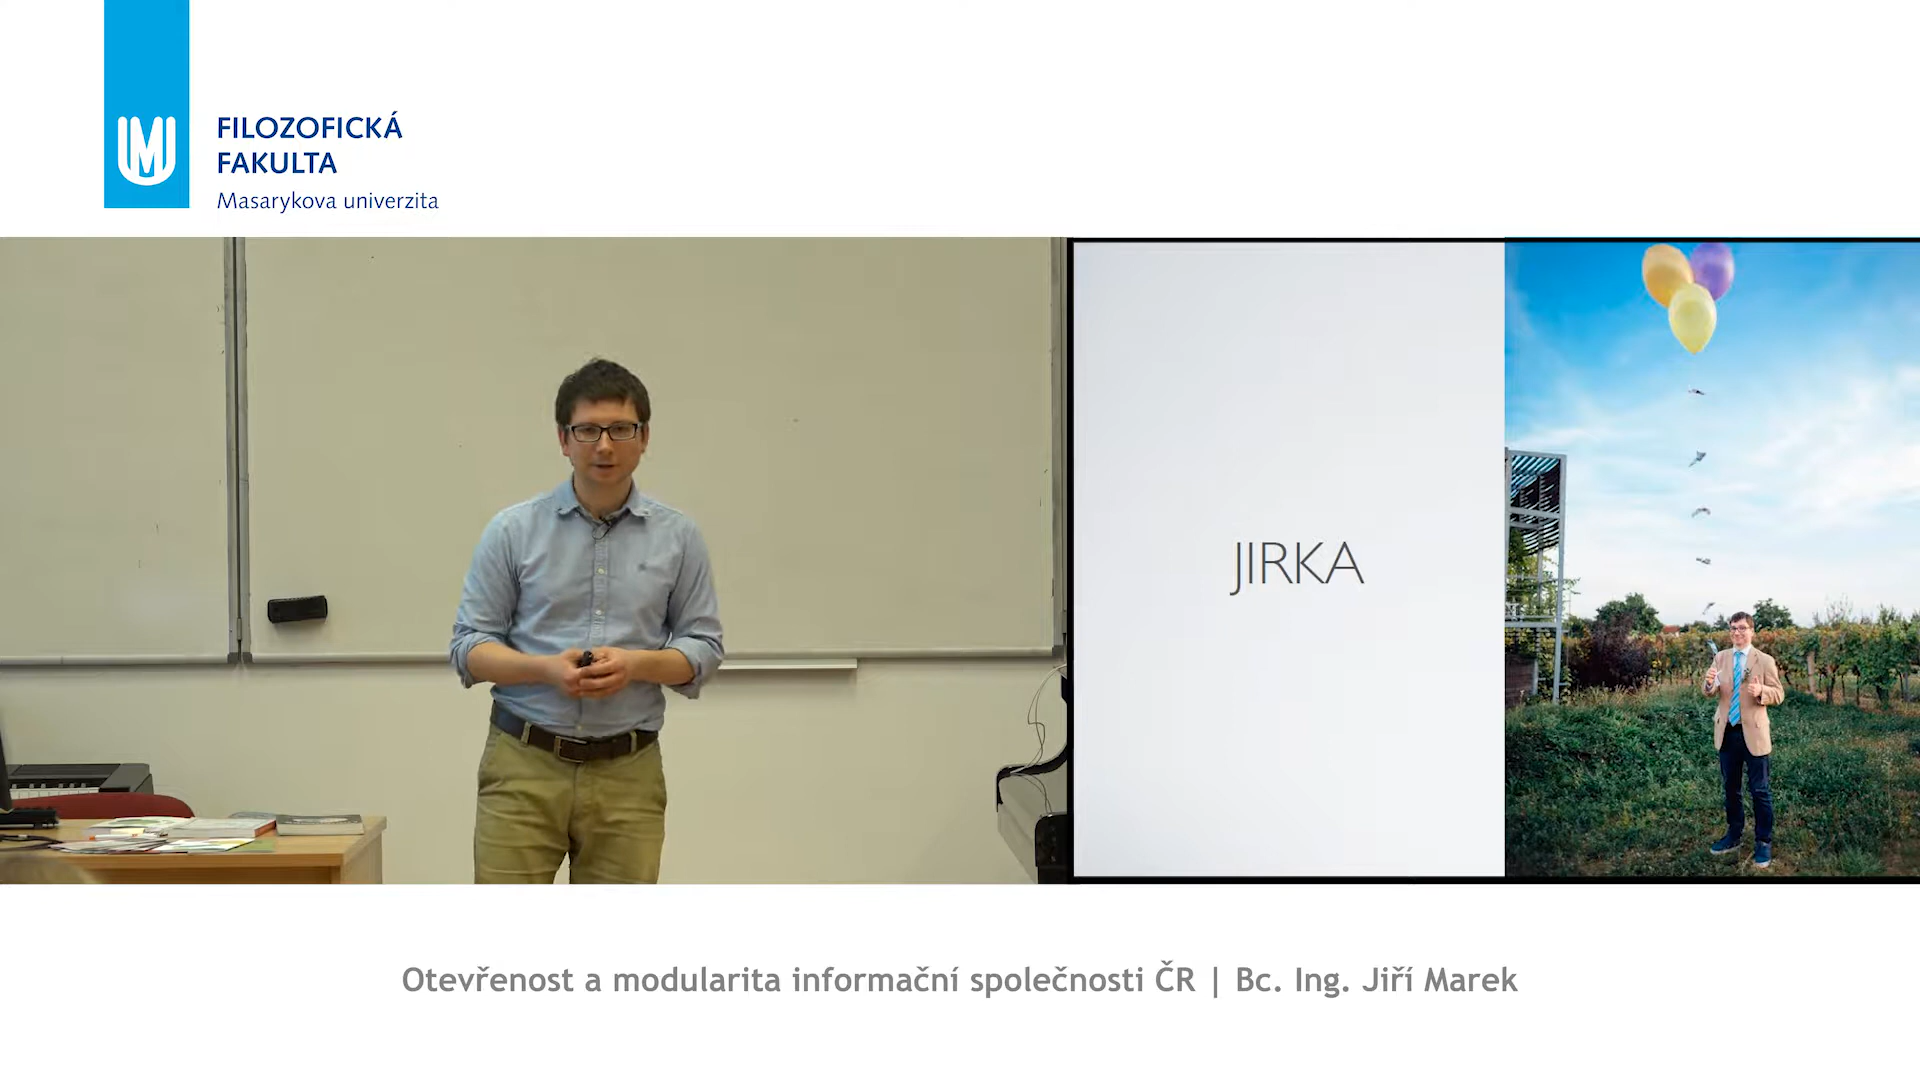 FILOZOFICKÁ
FAKULTA
Masarykova univerzita
JIRKA
Otevřenost a modularita informační společnosti ČR | Bc. Ing. Jiří Marek